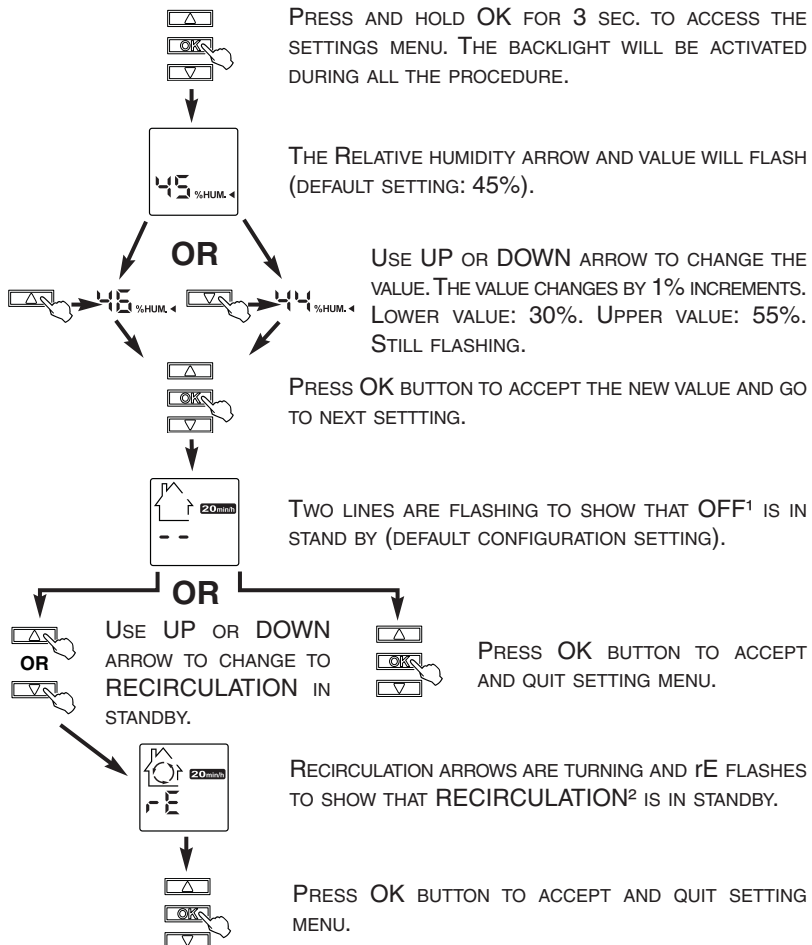 OK
PRESS AND HOLD OK FOR 3 SEC. TO ACCESS THE
SETTINGS MENU. THE BACKLIGHT WILL BE ACTIVATED
DURING ALL THE PROCEDURE.
45 %HUM.
THE RELATIVE HUMIDITY ARROW AND VALUE WILL FLASH
(DEFAULT SETTING: 45%).
OR
46 %HUM.
44 %HUM.
USE UP OR DOWN ARROW TO CHANGE THE
VALUE. THE VALUE CHANGES BY 1% INCREMENTS.
LOWER VALUE: 30%. UPPER VALUE: 55%.
STILL FLASHING.
OK
PRESS OK BUTTON TO ACCEPT THE NEW VALUE AND GO
TO NEXT SETTTING.
20min/h
- -
TWO LINES ARE FLASHING TO SHOW THAT OFF¹ IS IN
STAND BY (DEFAULT CONFIGURATION SETTING).
OR
OR
USE UP OR DOWN
ARROW TO CHANGE TO
RECIRCULATION IN
STANDBY.
OK
PRESS OK BUTTON TO ACCEPT
AND QUIT SETTING MENU.
20min/h
rE
RECIRCULATION ARROWS ARE TURNING AND rE FLASHES
TO SHOW THAT RECIRCULATION² IS IN STANDBY.
OK
PRESS OK BUTTON TO ACCEPT AND QUIT SETTING
MENU.